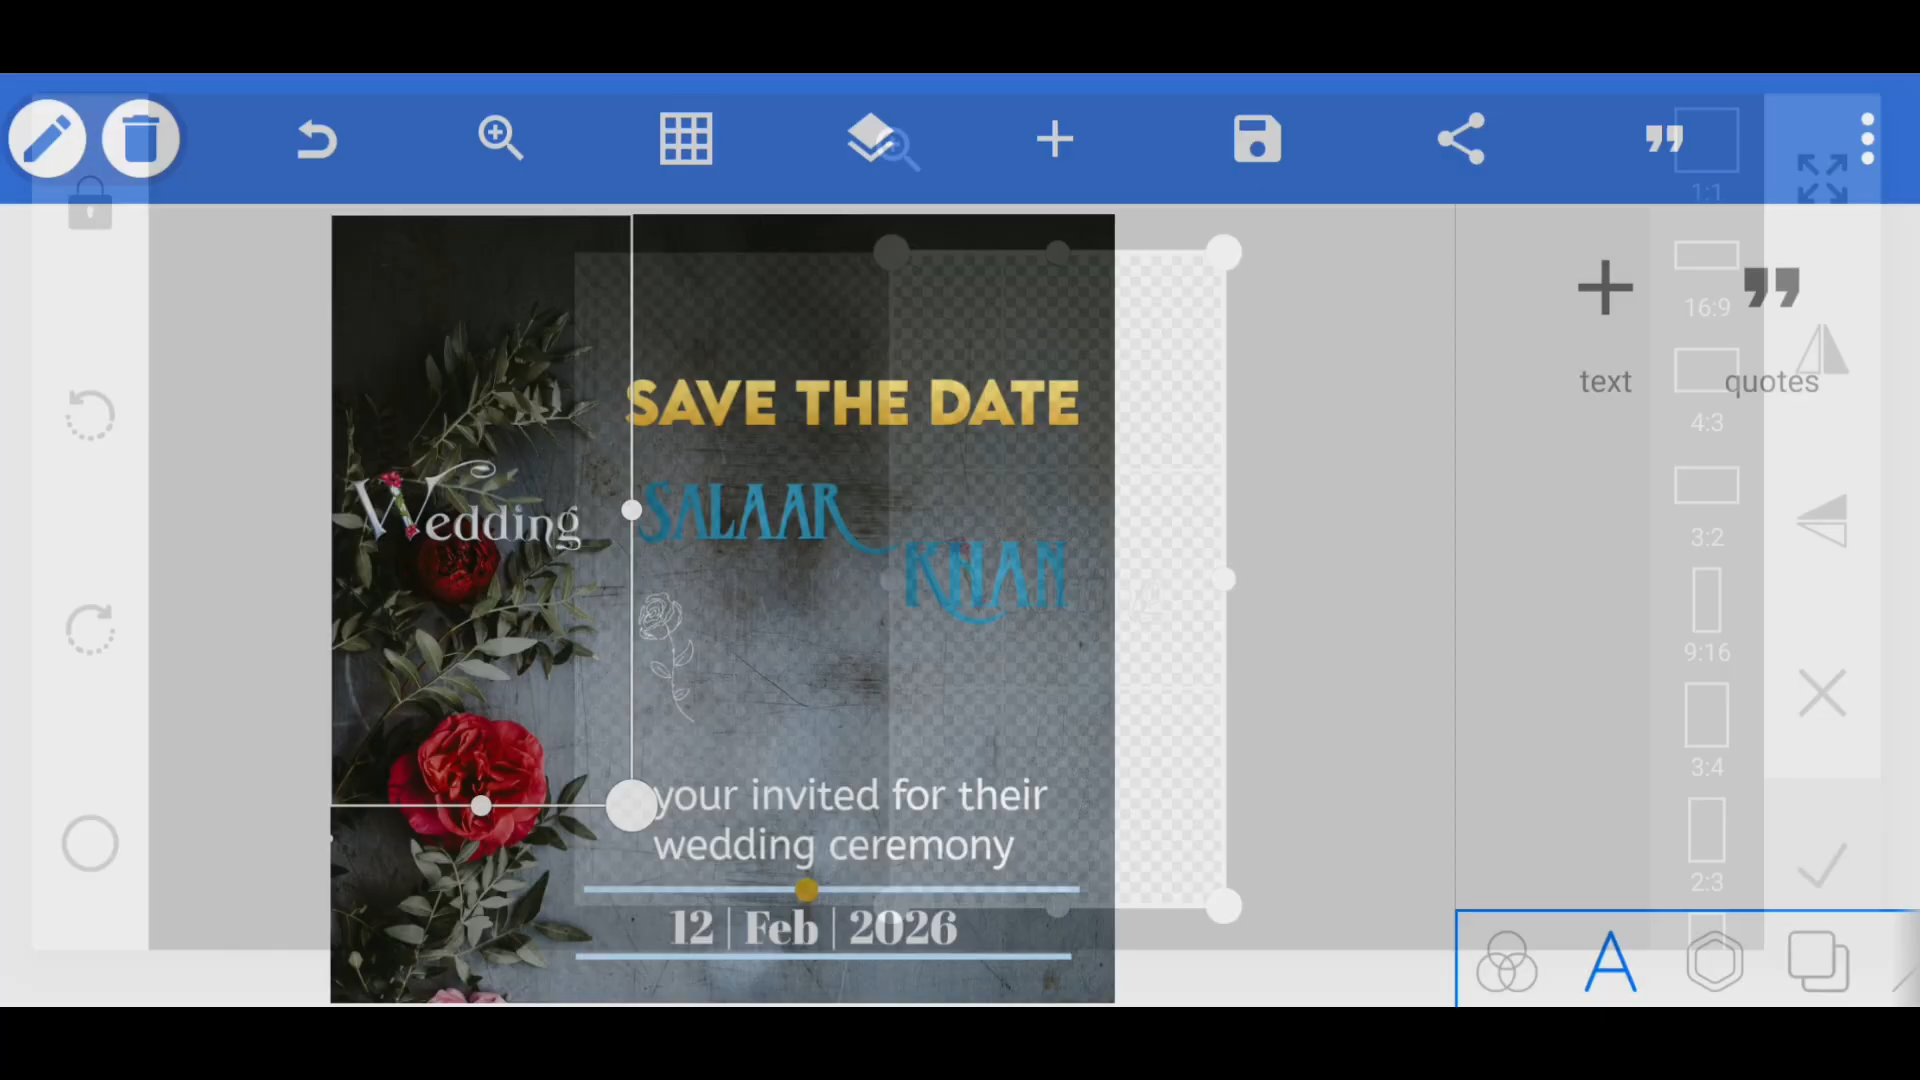 1:1
16:9
text
quotes
4:3
3:2
9:16
3:4
2:3
SAVE THE DATE
Wedding
SALAAR
KHAN
your invited for their
wedding ceremony
12 | Feb | 2026
A